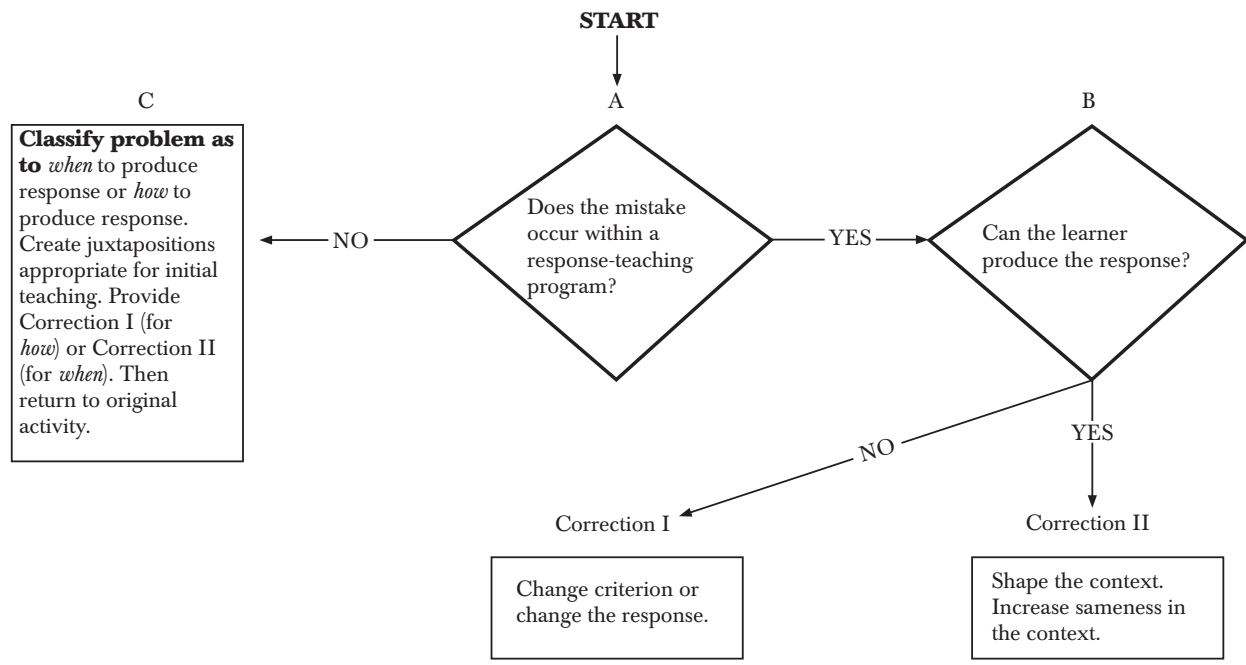 START
C
A
B
Classify problem as
to when to produce
response or how to
produce response.
Create juxtapositions
appropriate for initial
teaching. Provide
Correction I (for
how) or Correction II
(for when). Then
return to original
activity.
NO
Does the mistake
occur within a
response-teaching
program?
YES
Can the learner
produce the response?
NO
YES
Correction I
Change criterion or
change the response.
Correction II
Shape the context.
Increase sameness in
the context.